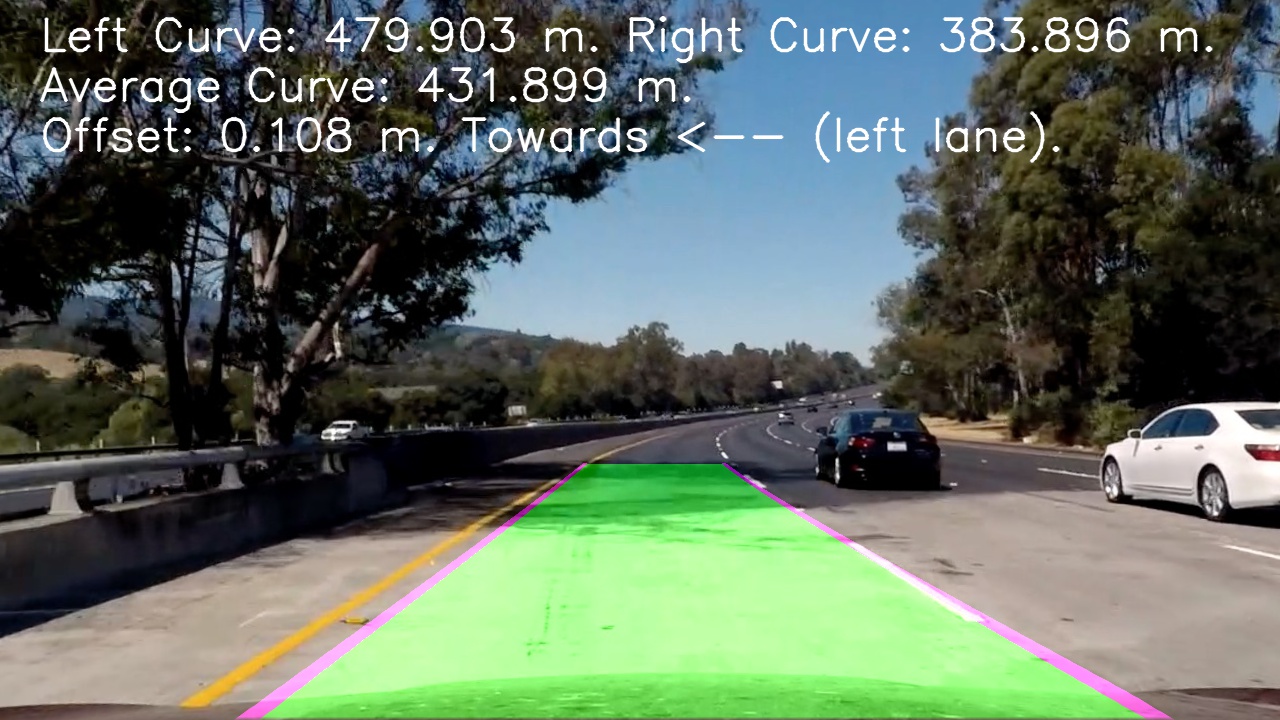 Left Curve: 479.903 m. Right Curve: 383.896 m.
Average Curve: 431.899 m.
Offset: 0.108 m. Towards <-- (left lane).